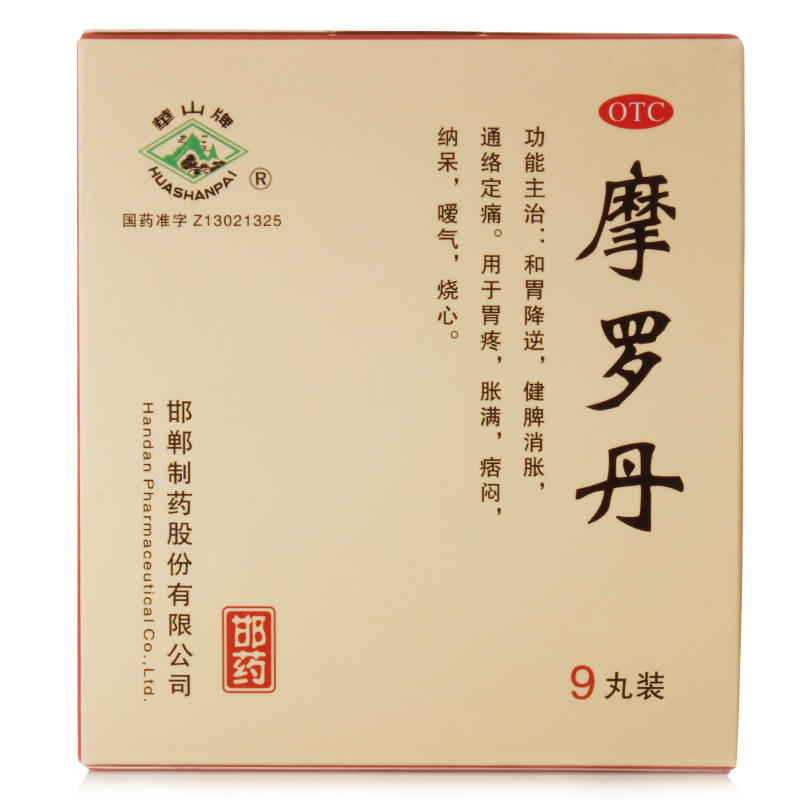 OTC
摩罗丹
功能主治：和胃降逆，健脾消胀，
通络定痛。用于胃疼，胀满，痞闷，
纳呆，嗳气，烧心。
9丸装
華山牌
HUASHANPAI
®
国药准字 Z13021325
邯郸制药股份有限公司
Handan Pharmaceutical Co.,Ltd.
邯药